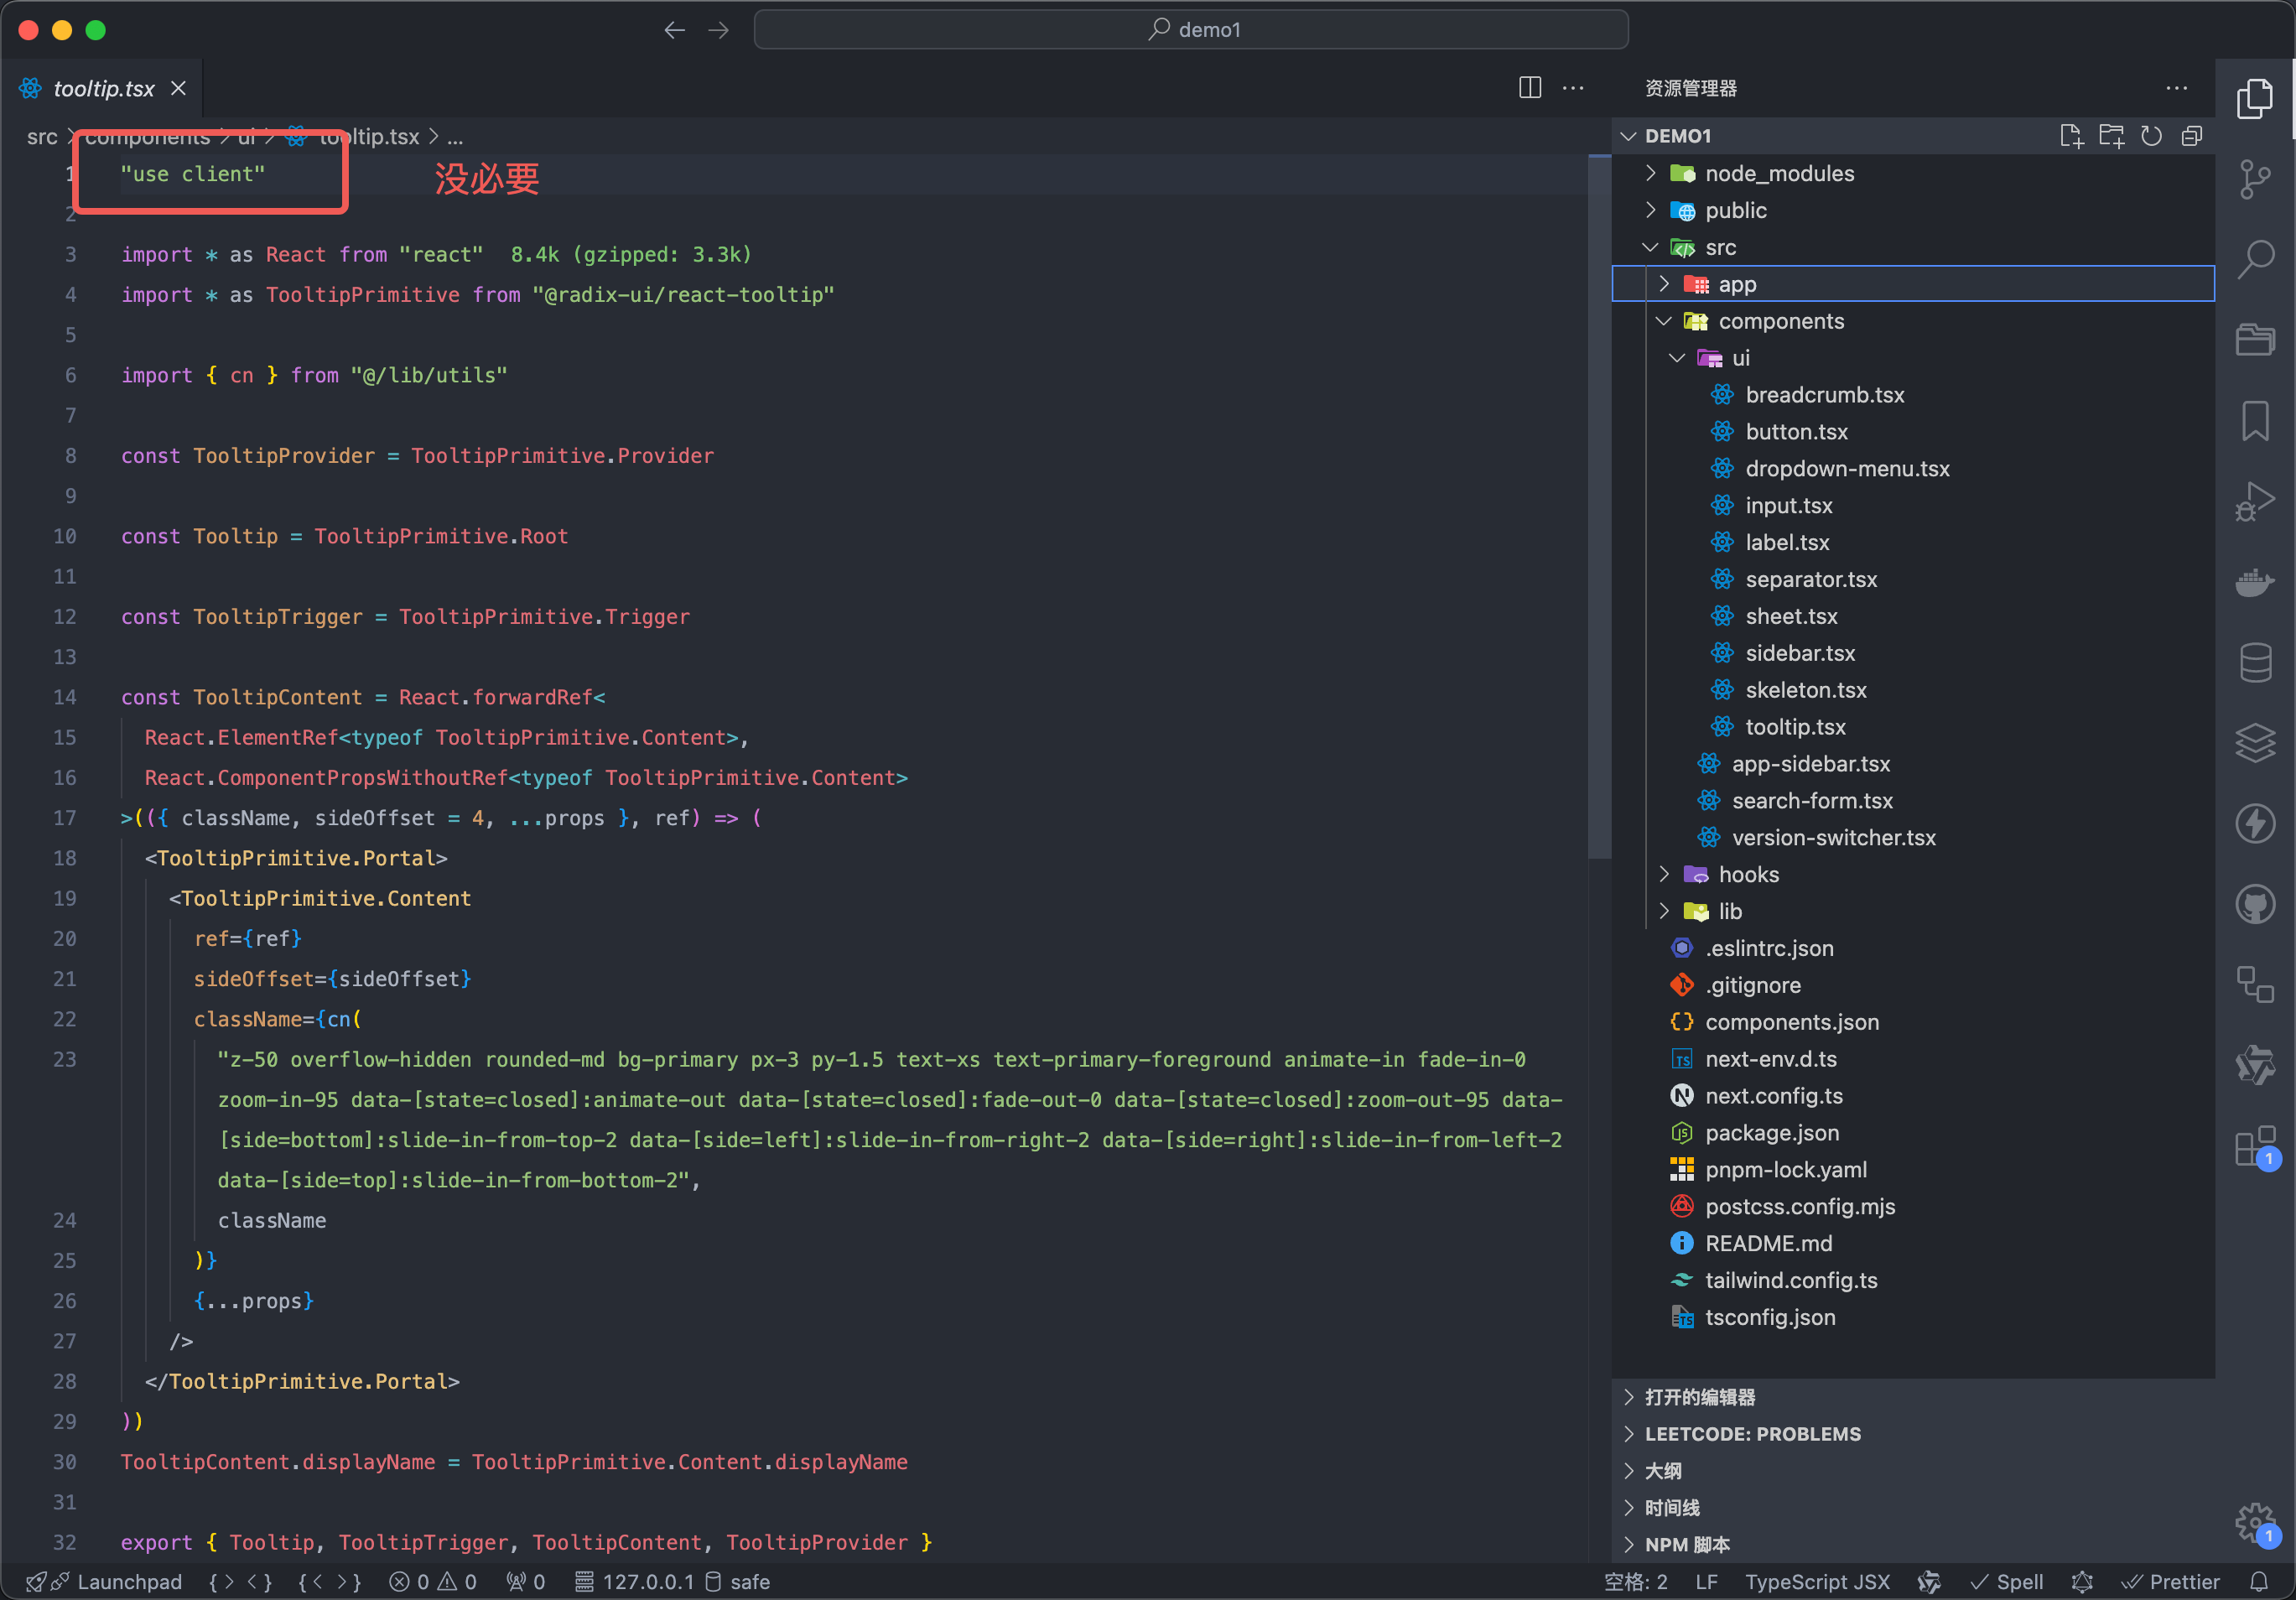 demo1
tooltip.tsx
src > components > ui > tooltip.tsx > ...
没必要
1 "use client"
2
3 import * as React from "react" 8.4k (gzipped: 3.3k)
4 import * as TooltipPrimitive from "@radix-ui/react-tooltip"
5
6 import { cn } from "@/lib/utils"
7
8 const TooltipProvider = TooltipPrimitive.Provider
9
10 const Tooltip = TooltipPrimitive.Root
11
12 const TooltipTrigger = TooltipPrimitive.Trigger
13
14 const TooltipContent = React.forwardRef<
15 React.ElementRef<typeof TooltipPrimitive.Content>,
16 React.ComponentPropsWithoutRef<typeof TooltipPrimitive.Content>
17 >(({ className, sideOffset = 4, ...props }, ref) => (
18 <TooltipPrimitive.Portal>
19 <TooltipPrimitive.Content
20 ref={ref}
21 sideOffset={sideOffset}
22 className={cn(
23 "z-50 overflow-hidden rounded-md bg-primary px-3 py-1.5 text-xs text-primary-foreground animate-in fade-in-0
zoom-in-95 data-[state=closed]:animate-out data-[state=closed]:fade-out-0 data-[state=closed]:zoom-out-95 data-
[side=bottom]:slide-in-from-top-2 data-[side=left]:slide-in-from-right-2 data-[side=right]:slide-in-from-left-2
data-[side=top]:slide-in-from-bottom-2",
24 className
25 )}
26 {...props}
27 />
28 </TooltipPrimitive.Portal>
29 ))
30 TooltipContent.displayName = TooltipPrimitive.Content.displayName
31
32 export { Tooltip, TooltipTrigger, TooltipContent, TooltipProvider }
资源管理器
DEMO1
node_modules
public
src
app
components
ui
breadcrumb.tsx
button.tsx
dropdown-menu.tsx
input.tsx
label.tsx
separator.tsx
sheet.tsx
sidebar.tsx
skeleton.tsx
tooltip.tsx
app-sidebar.tsx
search-form.tsx
version-switcher.tsx
hooks
lib
.eslintrc.json
.gitignore
components.json
TS next-env.d.ts
next.config.ts
package.json
pnpm-lock.yaml
postcss.config.mjs
README.md
tailwind.config.ts
TS tsconfig.json
打开的编辑器
LEETCODE: PROBLEMS
大纲
时间线
NPM 脚本
1
1
Launchpad {> <} {< >} 0 0 0 127.0.0.1 safe
空格: 2 LF TypeScript JSX Spell Prettier